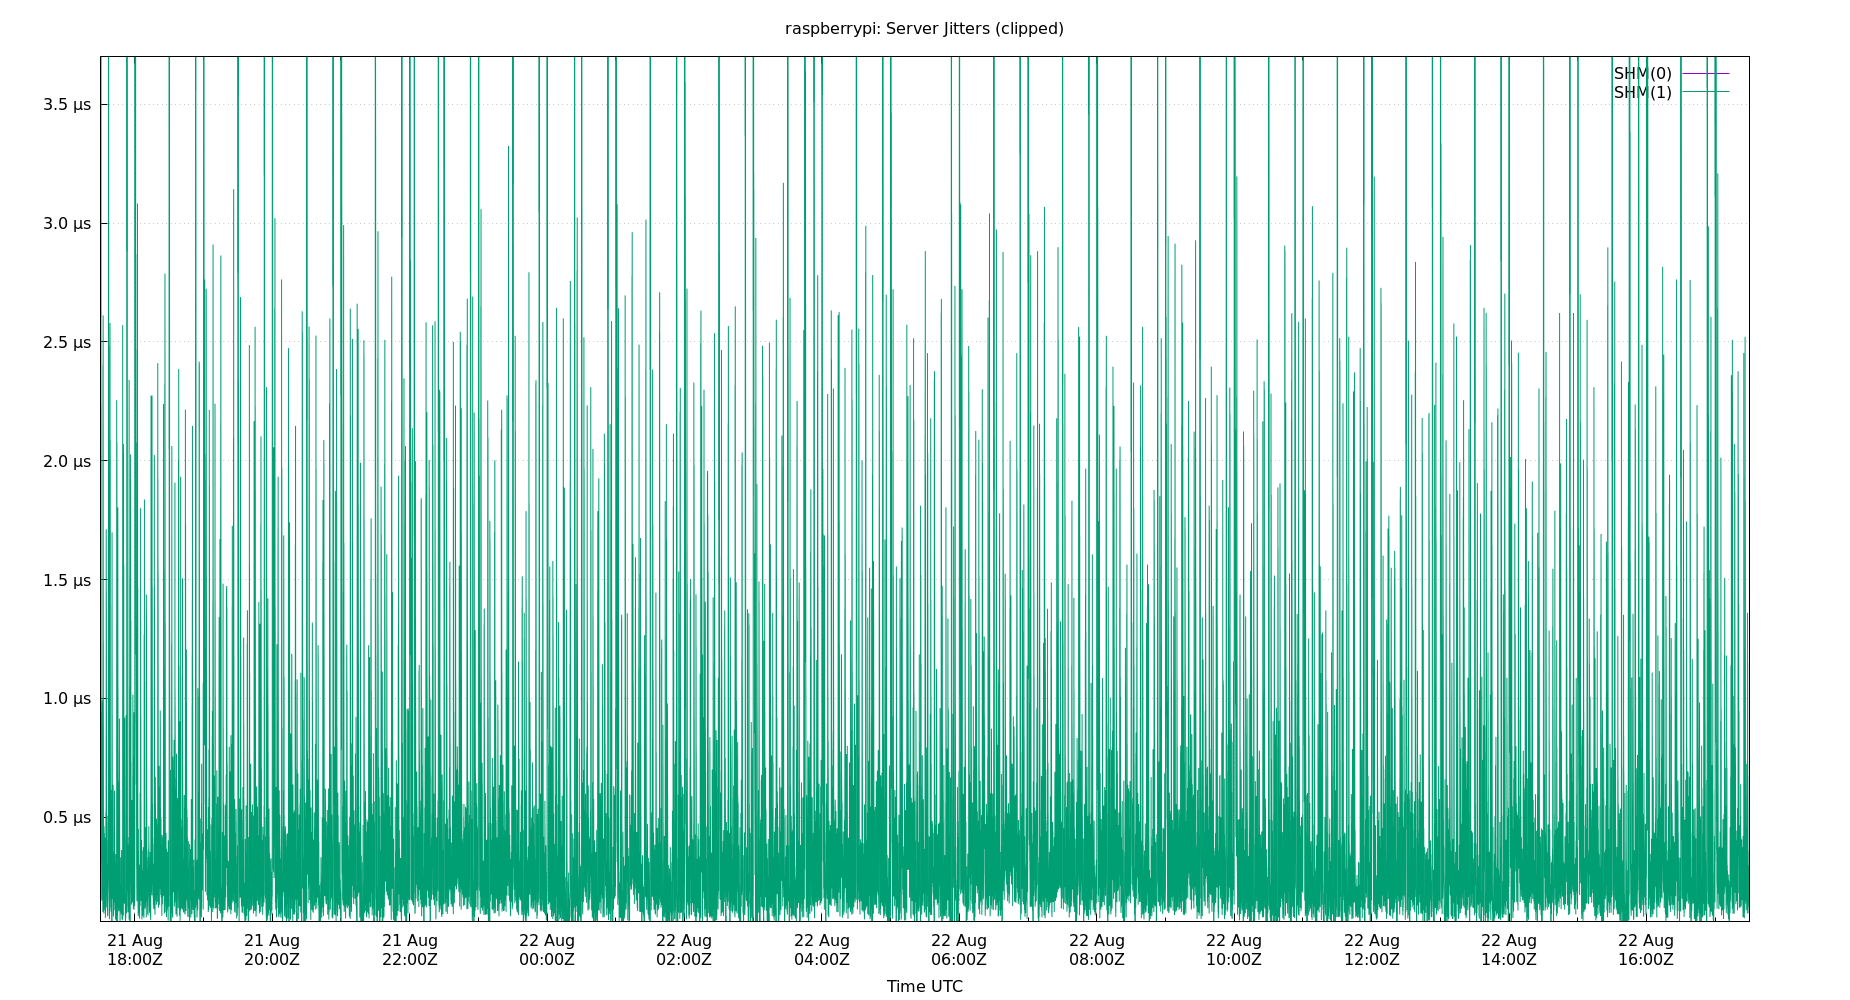 raspberrypi: Server Jitters (clipped)
SHM(0)
SHM(1)
3.5 µs
3.0 µs
2.5 µs
2.0 µs
1.5 µs
1.0 µs
0.5 µs
21 Aug 21 Aug 21 Aug 22 Aug 22 Aug 22 Aug 22 Aug 22 Aug 22 Aug 22 Aug 22 Aug 22 Aug
18:00Z 20:00Z 22:00Z 00:00Z 02:00Z 04:00Z 06:00Z 08:00Z 10:00Z 12:00Z 14:00Z 16:00Z
Time UTC